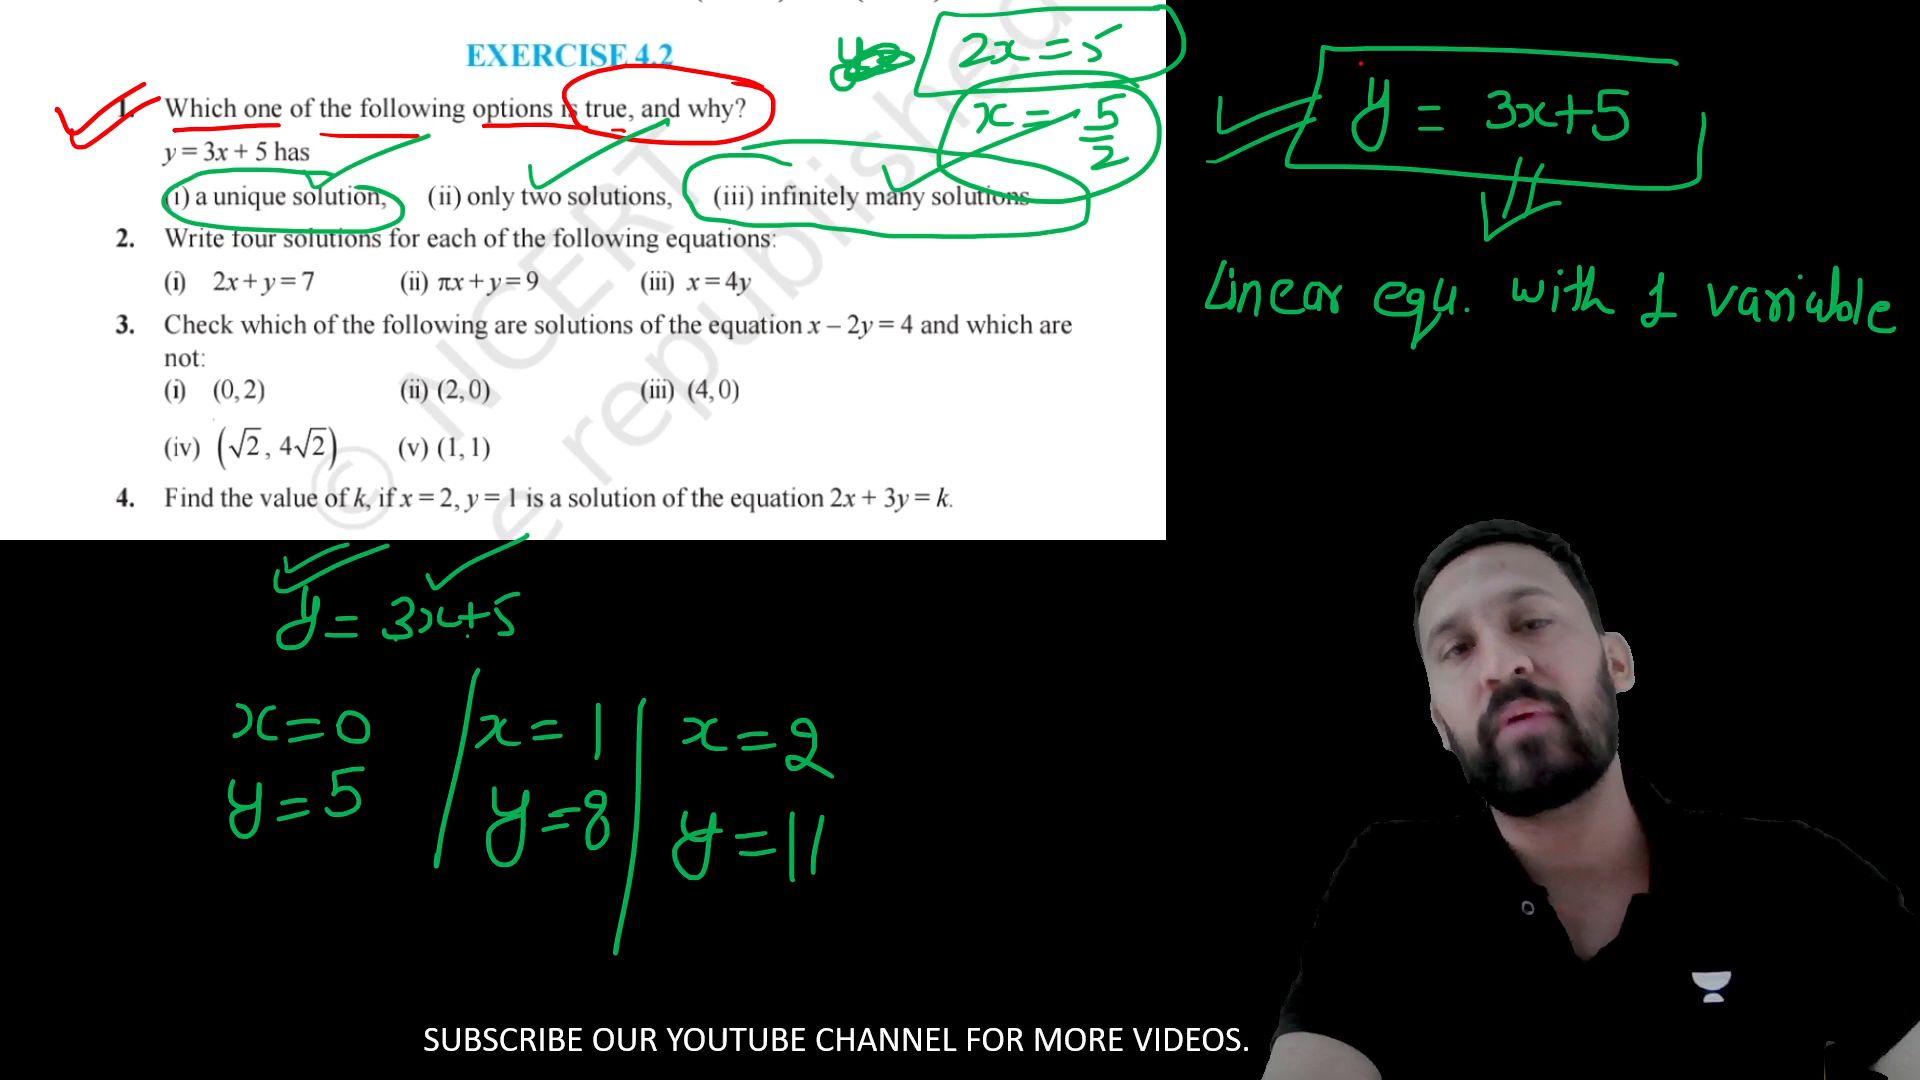 EXERCISE 4.2
1. Which one of the following options is true, and why?
y = 3x + 5 has
(i) a unique solution, (ii) only two solutions, (iii) infinitely many solutions
2. Write four solutions for each of the following equations:
(i) 2x + y = 7 (ii) πx + y = 9 (iii) x = 4y
3. Check which of the following are solutions of the equation x – 2y = 4 and which are
not:
(i) (0, 2) (ii) (2, 0) (iii) (4, 0)
(iv) (√2, 4√2) (v) (1, 1)
4. Find the value of k, if x = 2, y = 1 is a solution of the equation 2x + 3y = k.
© NCERT
republished
2x = 5
x = 5/2
y = 3x+5
Linear equ. with 1 variable
y = 3x+5
x = 0 x = 1 x = 2
y = 5 y = 8 y = 11
SUBSCRIBE OUR YOUTUBE CHANNEL FOR MORE VIDEOS.